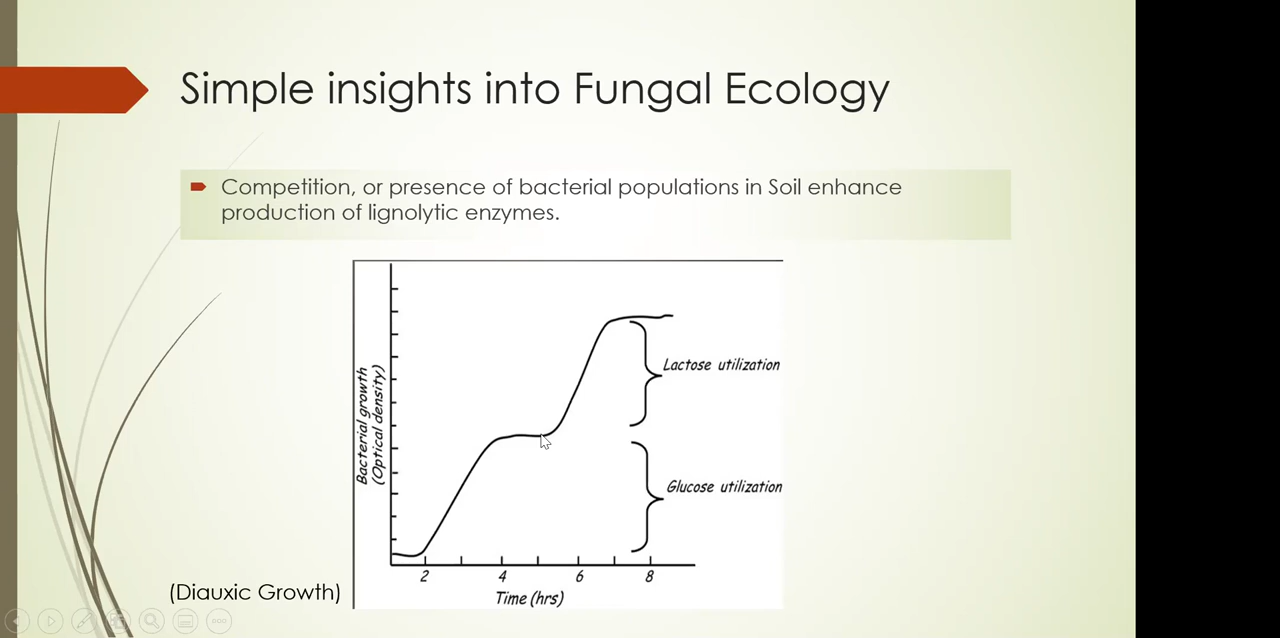 Simple insights into Fungal Ecology
Competition, or presence of bacterial populations in Soil enhance
production of lignolytic enzymes.
Bacterial growth
(Optical density)
Lactose utilization
Glucose utilization
2 4 6 8
Time (hrs)
(Diauxic Growth)